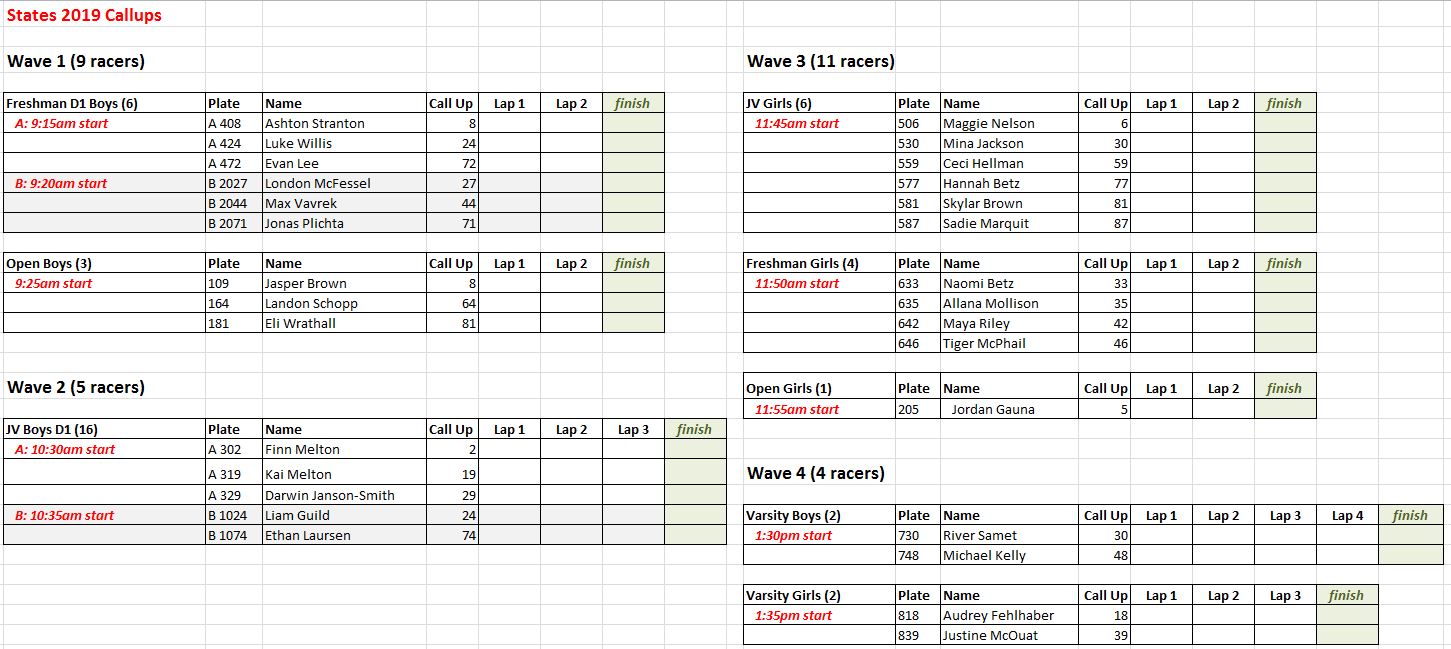 States 2019 Callups
Wave 1 (9 racers)
Freshman D1 Boys (6) Plate Name Call Up Lap 1 Lap 2 finish
A: 9:15am start A 408 Ashton Stranton 8
A 424 Luke Willis 24
A 472 Evan Lee 72
B: 9:20am start B 2027 London McFessel 27
B 2044 Max Vavrek 44
B 2071 Jonas Plichta 71
Open Boys (3) Plate Name Call Up Lap 1 Lap 2 finish
9:25am start 109 Jasper Brown 8
164 Landon Schopp 64
181 Eli Wrathall 81
Wave 2 (5 racers)
JV Boys D1 (16) Plate Name Call Up Lap 1 Lap 2 Lap 3 finish
A: 10:30am start A 302 Finn Melton 2
A 319 Kai Melton 19
A 329 Darwin Janson-Smith 29
B: 10:35am start B 1024 Liam Guild 24
B 1074 Ethan Laursen 74
Wave 3 (11 racers)
JV Girls (6) Plate Name Call Up Lap 1 Lap 2 finish
11:45am start 506 Maggie Nelson 6
530 Mina Jackson 30
559 Ceci Hellman 59
577 Hannah Betz 77
581 Skylar Brown 81
587 Sadie Marquit 87
Freshman Girls (4) Plate Name Call Up Lap 1 Lap 2 finish
11:50am start 633 Naomi Betz 33
635 Allana Mollison 35
642 Maya Riley 42
646 Tiger McPhail 46
Open Girls (1) Plate Name Call Up Lap 1 Lap 2 finish
11:55am start 205 Jordan Gauna 5
Wave 4 (4 racers)
Varsity Boys (2) Plate Name Call Up Lap 1 Lap 2 Lap 3 Lap 4 finish
1:30pm start 730 River Samet 30
748 Michael Kelly 48
Varsity Girls (2) Plate Name Call Up Lap 1 Lap 2 Lap 3 finish
1:35pm start 818 Audrey Fehlhaber 18
839 Justine McOuat 39